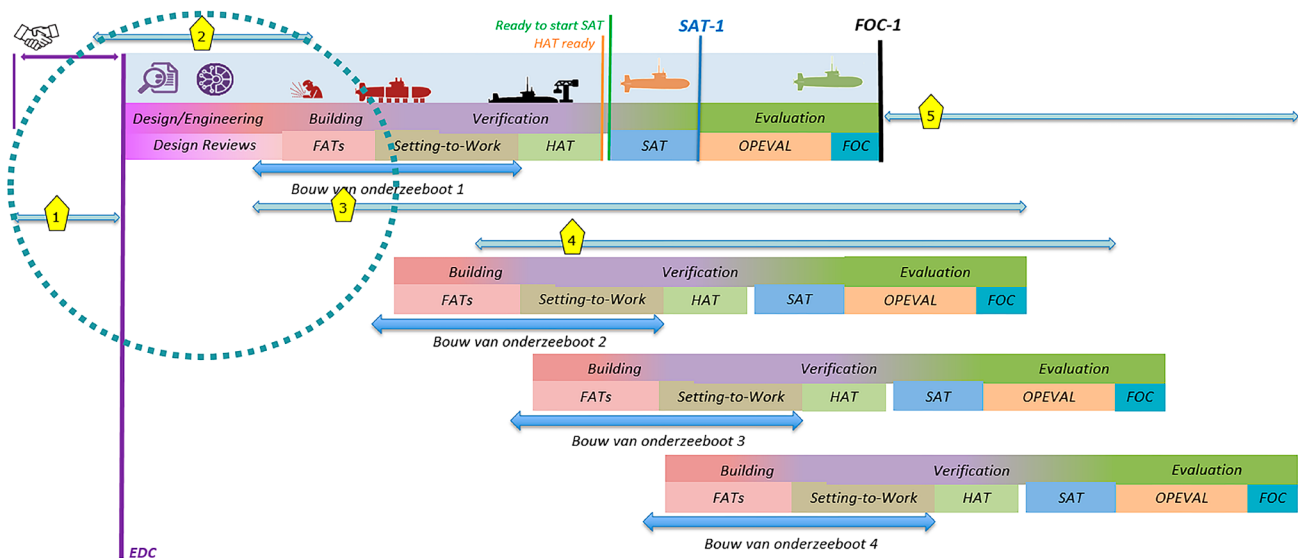 Ready to start SAT
HAT ready
SAT-1
FOC-1
2
Design/Engineering Building Verification Evaluation
Design Reviews FATs Setting-to-Work HAT SAT OPEVAL FOC
5
Bouw van onderzeeboot 1
1
3
4
Building Verification Evaluation
FATs Setting-to-Work HAT SAT OPEVAL FOC
Bouw van onderzeeboot 2
Building Verification Evaluation
FATs Setting-to-Work HAT SAT OPEVAL FOC
Bouw van onderzeeboot 3
Building Verification Evaluation
FATs Setting-to-Work HAT SAT OPEVAL FOC
Bouw van onderzeeboot 4
EDC